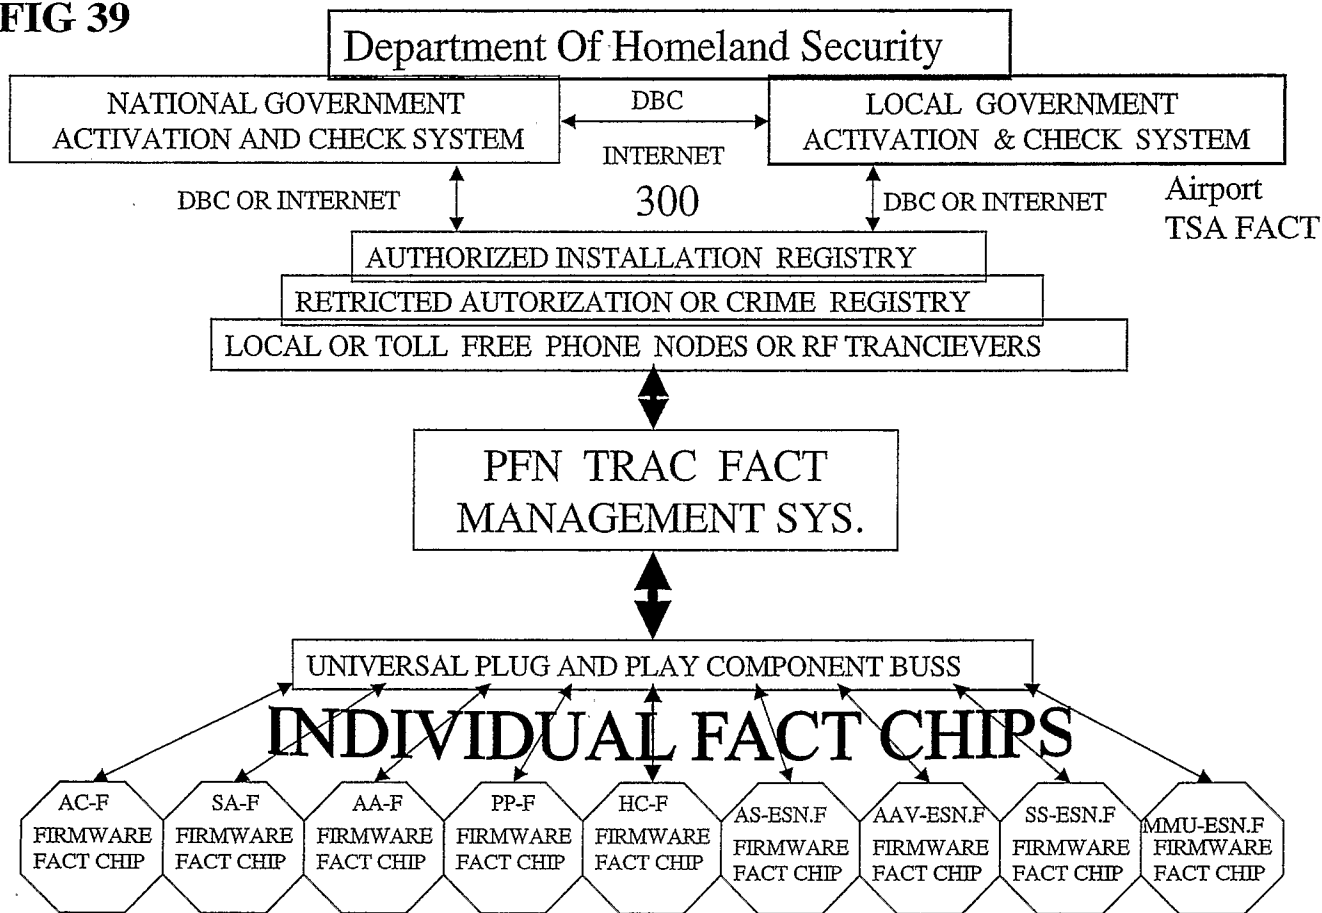 FIG 39
Department Of Homeland Security
NATIONAL GOVERNMENT
ACTIVATION AND CHECK SYSTEM
DBC
INTERNET
300
LOCAL GOVERNMENT
ACTIVATION & CHECK SYSTEM
DBC OR INTERNET
DBC OR INTERNET
Airport
TSA FACT
AUTHORIZED INSTALLATION REGISTRY
RETRICTED AUTORIZATION OR CRIME REGISTRY
LOCAL OR TOLL FREE PHONE NODES OR RF TRANCIEVERS
PFN TRAC FACT
MANAGEMENT SYS.
UNIVERSAL PLUG AND PLAY COMPONENT BUSS
INDIVIDUAL FACT CHIPS
AC-F
FIRMWARE
FACT CHIP
SA-F
FIRMWARE
FACT CHIP
AA-F
FIRMWARE
FACT CHIP
PP-F
FIRMWARE
FACT CHIP
HC-F
FIRMWARE
FACT CHIP
AS-ESN.F
FIRMWARE
FACT CHIP
AAV-ESN.F
FIRMWARE
FACT CHIP
SS-ESN.F
FIRMWARE
FACT CHIP
MMU-ESN.F
FIRMWARE
FACT CHIP